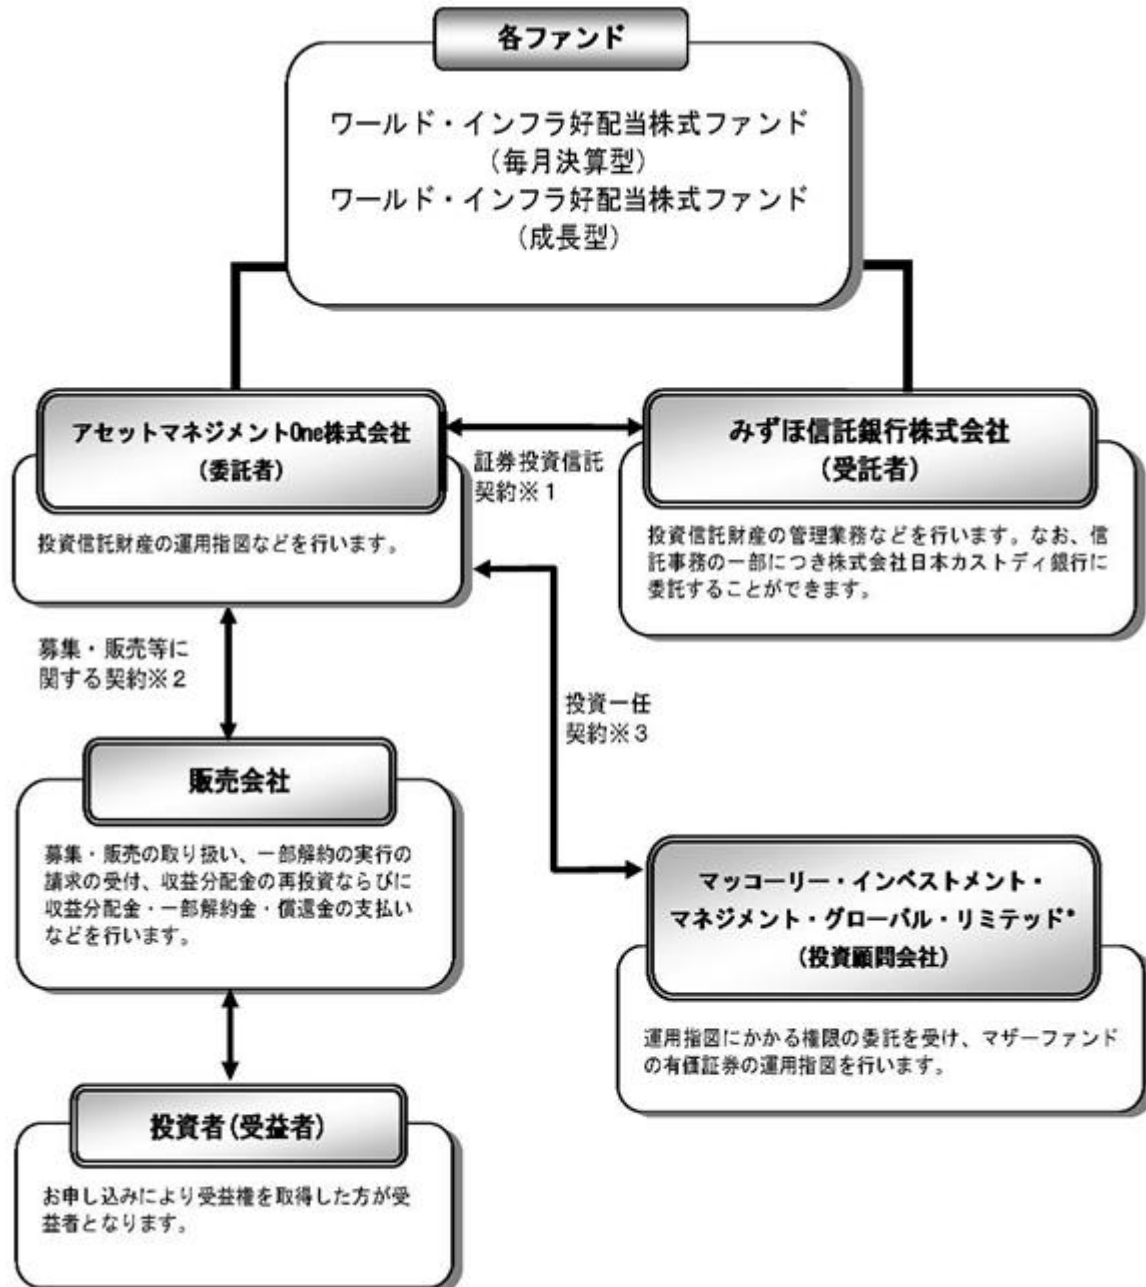 各ファンド
ワールド・インフラ好配当株式ファンド
(毎月決算型)
ワールド・インフラ好配当株式ファンド
(成長型)
アセットマネジメントOne株式会社
(委託者)
投資信託財産の運用指図などを行います。
証券投資信託
契約※1
みずほ信託銀行株式会社
(受託者)
投資信託財産の管理業務などを行います。なお、信
託事務の一部につき株式会社日本カストディ銀行に
委託することができます。
募集・販売等に
関する契約※2
投資一任
契約※3
販売会社
募集・販売の取り扱い、一部解約の実行の
請求の受付、収益分配金の再投資ならびに
収益分配金・一部解約金・償還金の支払い
などを行います。
マッコーリー・インベストメント・
マネジメント・グローバル・リミテッド*
(投資顧問会社)
運用指図にかかる権限の委託を受け、マザーファンド
の有価証券の運用指図を行います。
投資者(受益者)
お申し込みにより受益権を取得した方が受
益者となります。